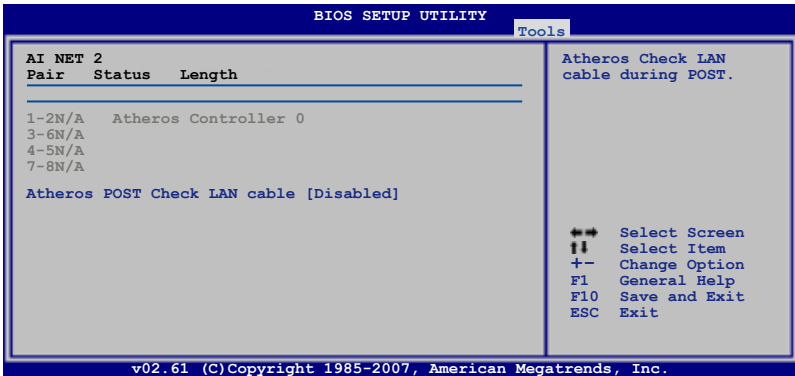 BIOS SETUP UTILITY
Tools
AI NET 2
Pair Status Length
1-2N/A Atheros Controller 0
3-6N/A
4-5N/A
7-8N/A
Atheros POST Check LAN cable [Disabled]
Atheros Check LAN
cable during POST.
Select Screen
Select Item
+- Change Option
F1 General Help
F10 Save and Exit
ESC Exit
v02.61 (C)Copyright 1985-2007, American Megatrends, Inc.